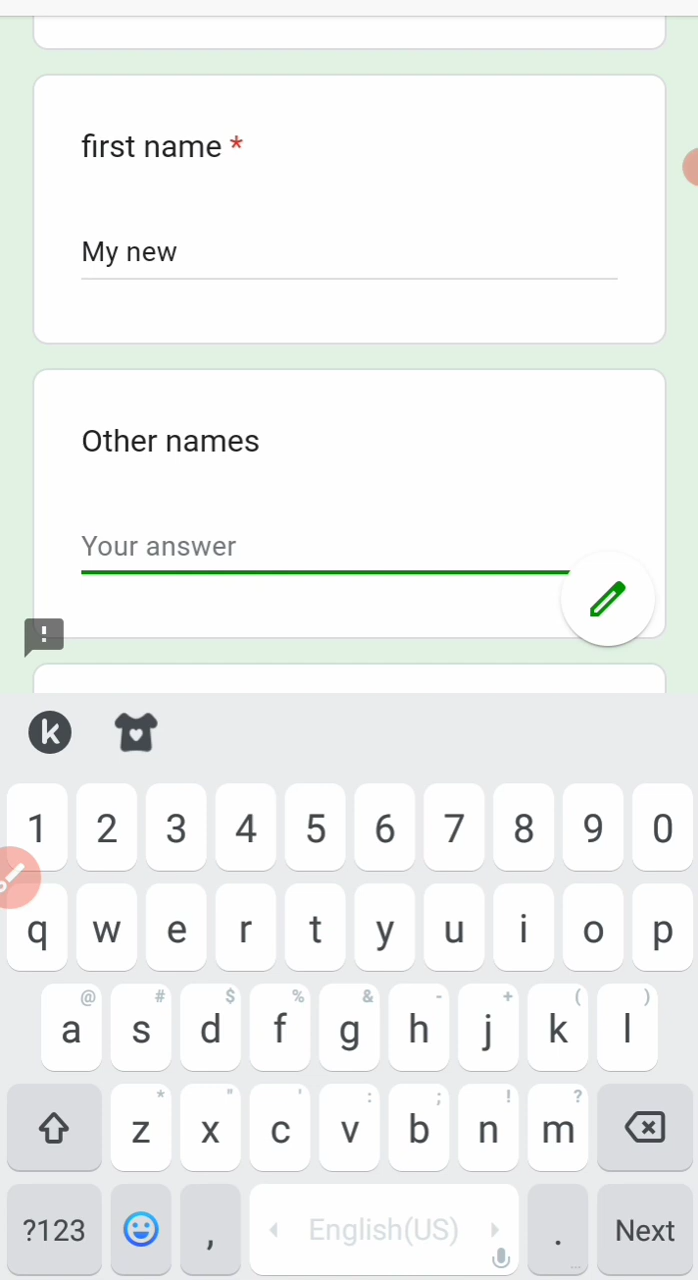 first name *
My new
Other names
Your answer
k
1 2 3 4 5 6 7 8 9 0
q w e r t y u i o p
@ # $ % & - + ( )
a s d f g h j k l
* " ' : ; ! ?
z x c v b n m
?123 , English(US) . Next